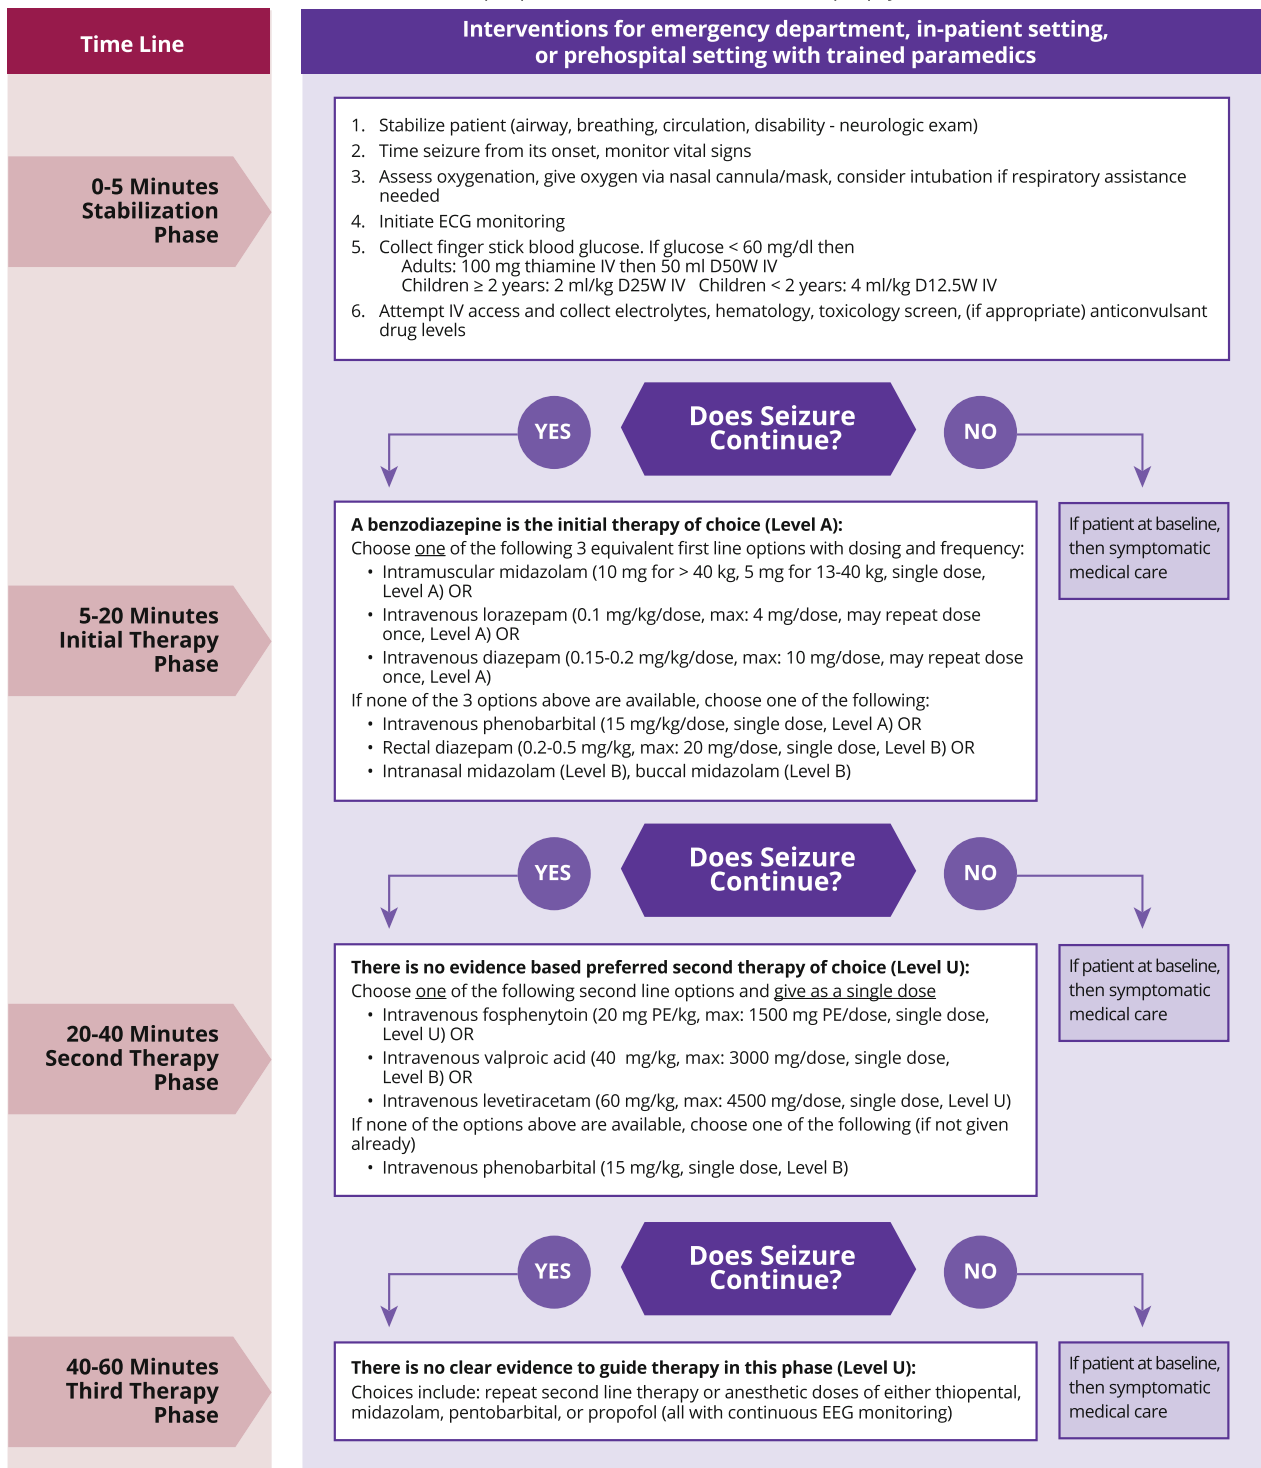 Time Line
Interventions for emergency department, in-patient setting,
or prehospital setting with trained paramedics
0-5 Minutes
Stabilization
Phase
1. Stabilize patient (airway, breathing, circulation, disability - neurologic exam)
2. Time seizure from its onset, monitor vital signs
3. Assess oxygenation, give oxygen via nasal cannula/mask, consider intubation if respiratory assistance
needed
4. Initiate ECG monitoring
5. Collect finger stick blood glucose. If glucose < 60 mg/dl then
Adults: 100 mg thiamine IV then 50 ml D50W IV
Children ≥ 2 years: 2 ml/kg D25W IV Children < 2 years: 4 ml/kg D12.5W IV
6. Attempt IV access and collect electrolytes, hematology, toxicology screen, (if appropriate) anticonvulsant
drug levels
YES
Does Seizure
Continue?
NO
5-20 Minutes
Initial Therapy
Phase
A benzodiazepine is the initial therapy of choice (Level A):
Choose one of the following 3 equivalent first line options with dosing and frequency:
• Intramuscular midazolam (10 mg for > 40 kg, 5 mg for 13-40 kg, single dose,
Level A) OR
• Intravenous lorazepam (0.1 mg/kg/dose, max: 4 mg/dose, may repeat dose
once, Level A) OR
• Intravenous diazepam (0.15-0.2 mg/kg/dose, max: 10 mg/dose, may repeat dose
once, Level A)
If none of the 3 options above are available, choose one of the following:
• Intravenous phenobarbital (15 mg/kg/dose, single dose, Level A) OR
• Rectal diazepam (0.2-0.5 mg/kg, max: 20 mg/dose, single dose, Level B) OR
• Intranasal midazolam (Level B), buccal midazolam (Level B)
If patient at baseline,
then symptomatic
medical care
YES
Does Seizure
Continue?
NO
20-40 Minutes
Second Therapy
Phase
There is no evidence based preferred second therapy of choice (Level U):
Choose one of the following second line options and give as a single dose
• Intravenous fosphenytoin (20 mg PE/kg, max: 1500 mg PE/dose, single dose,
Level U) OR
• Intravenous valproic acid (40 mg/kg, max: 3000 mg/dose, single dose,
Level B) OR
• Intravenous levetiracetam (60 mg/kg, max: 4500 mg/dose, single dose, Level U)
If none of the options above are available, choose one of the following (if not given
already)
• Intravenous phenobarbital (15 mg/kg, single dose, Level B)
If patient at baseline,
then symptomatic
medical care
YES
Does Seizure
Continue?
NO
40-60 Minutes
Third Therapy
Phase
There is no clear evidence to guide therapy in this phase (Level U):
Choices include: repeat second line therapy or anesthetic doses of either thiopental,
midazolam, pentobarbital, or propofol (all with continuous EEG monitoring)
If patient at baseline,
then symptomatic
medical care